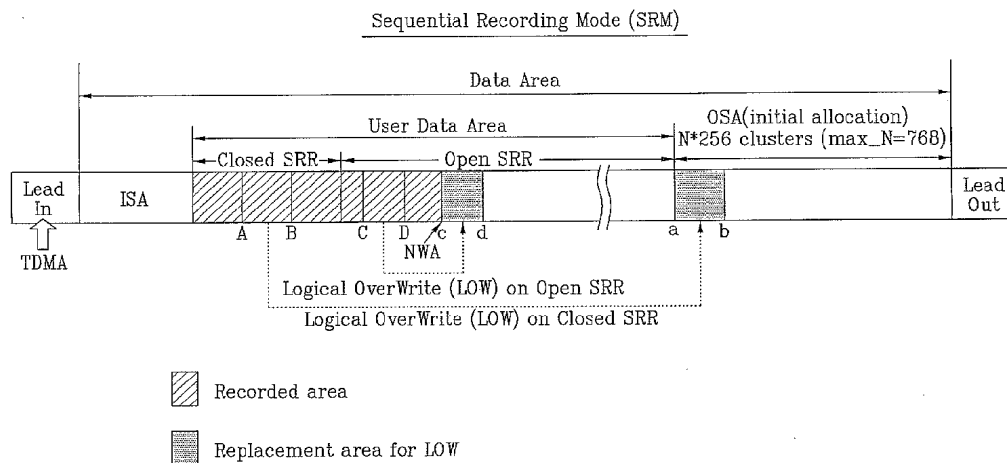 Sequential Recording Mode (SRM)
Data Area
OSA(initial allocation)
User Data Area
N*256 clusters (max_N=768)
Closed SRR
Open SRR
Lead In
ISA
Lead Out
A
B
C
D
c
d
a
b
NWA
TDMA
Logical OverWrite (LOW) on Open SRR
Logical OverWrite (LOW) on Closed SRR
Recorded area
Replacement area for LOW